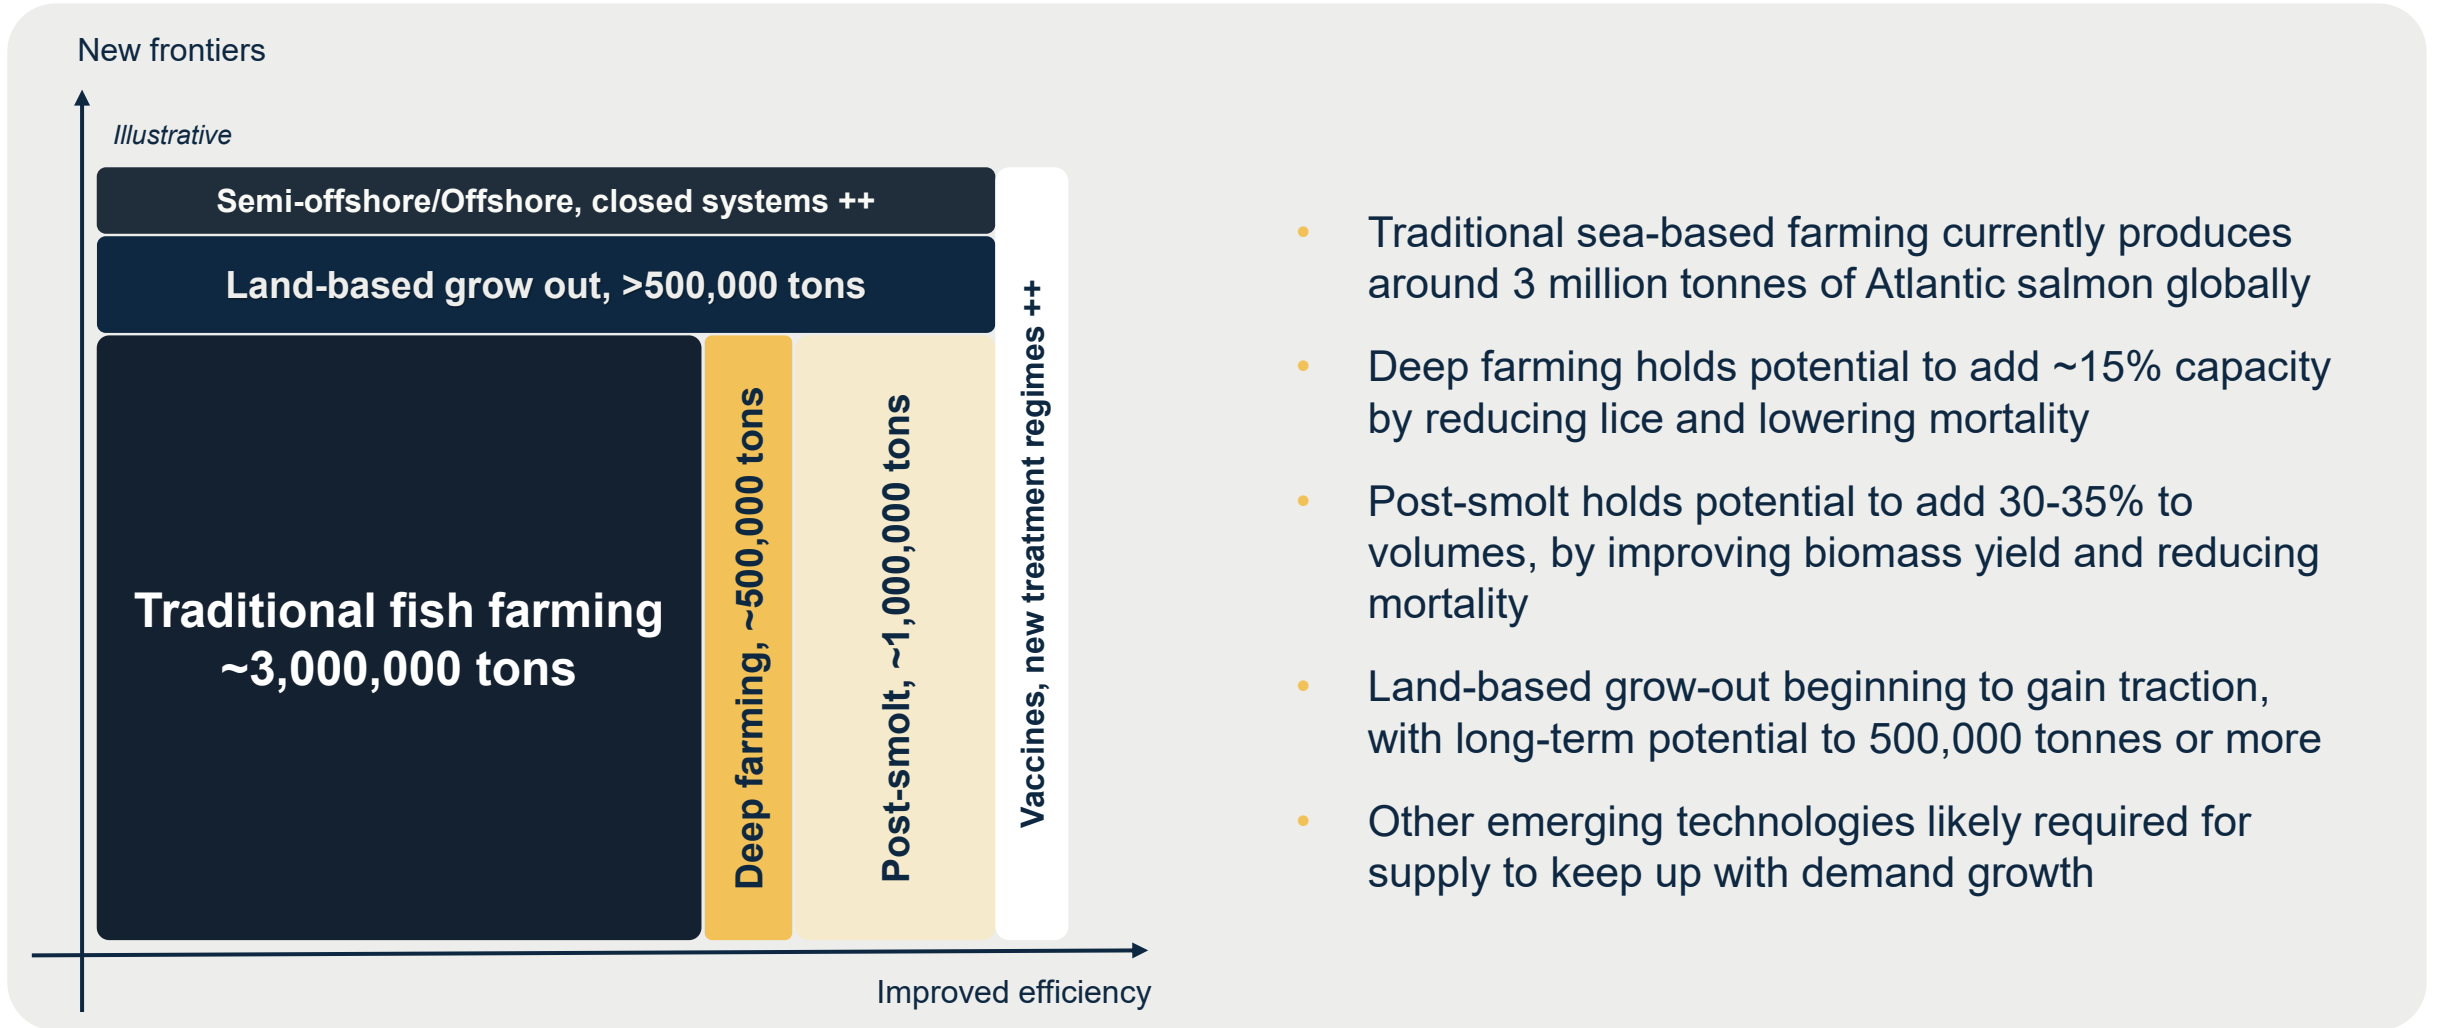 New frontiers
Illustrative
Semi-offshore/Offshore, closed systems ++
Land-based grow out, >500,000 tons
Traditional fish farming
~3,000,000 tons
Deep farming, ~500,000 tons
Post-smolt, ~1,000,000 tons
Vaccines, new treatment regimes ++
Improved efficiency
• Traditional sea-based farming currently produces
around 3 million tonnes of Atlantic salmon globally
• Deep farming holds potential to add ~15% capacity
by reducing lice and lowering mortality
• Post-smolt holds potential to add 30-35% to
volumes, by improving biomass yield and reducing
mortality
• Land-based grow-out beginning to gain traction,
with long-term potential to 500,000 tonnes or more
• Other emerging technologies likely required for
supply to keep up with demand growth